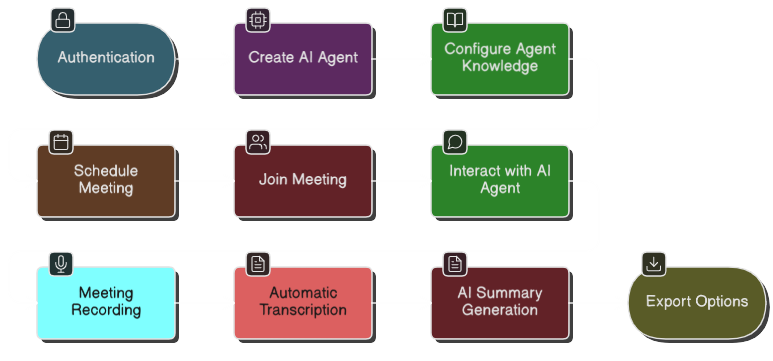 Authentication
Create AI Agent
Configure Agent
Knowledge
Schedule
Meeting
Join Meeting
Interact with AI
Agent
Meeting
Recording
Automatic
Transcription
AI Summary
Generation
Export Options